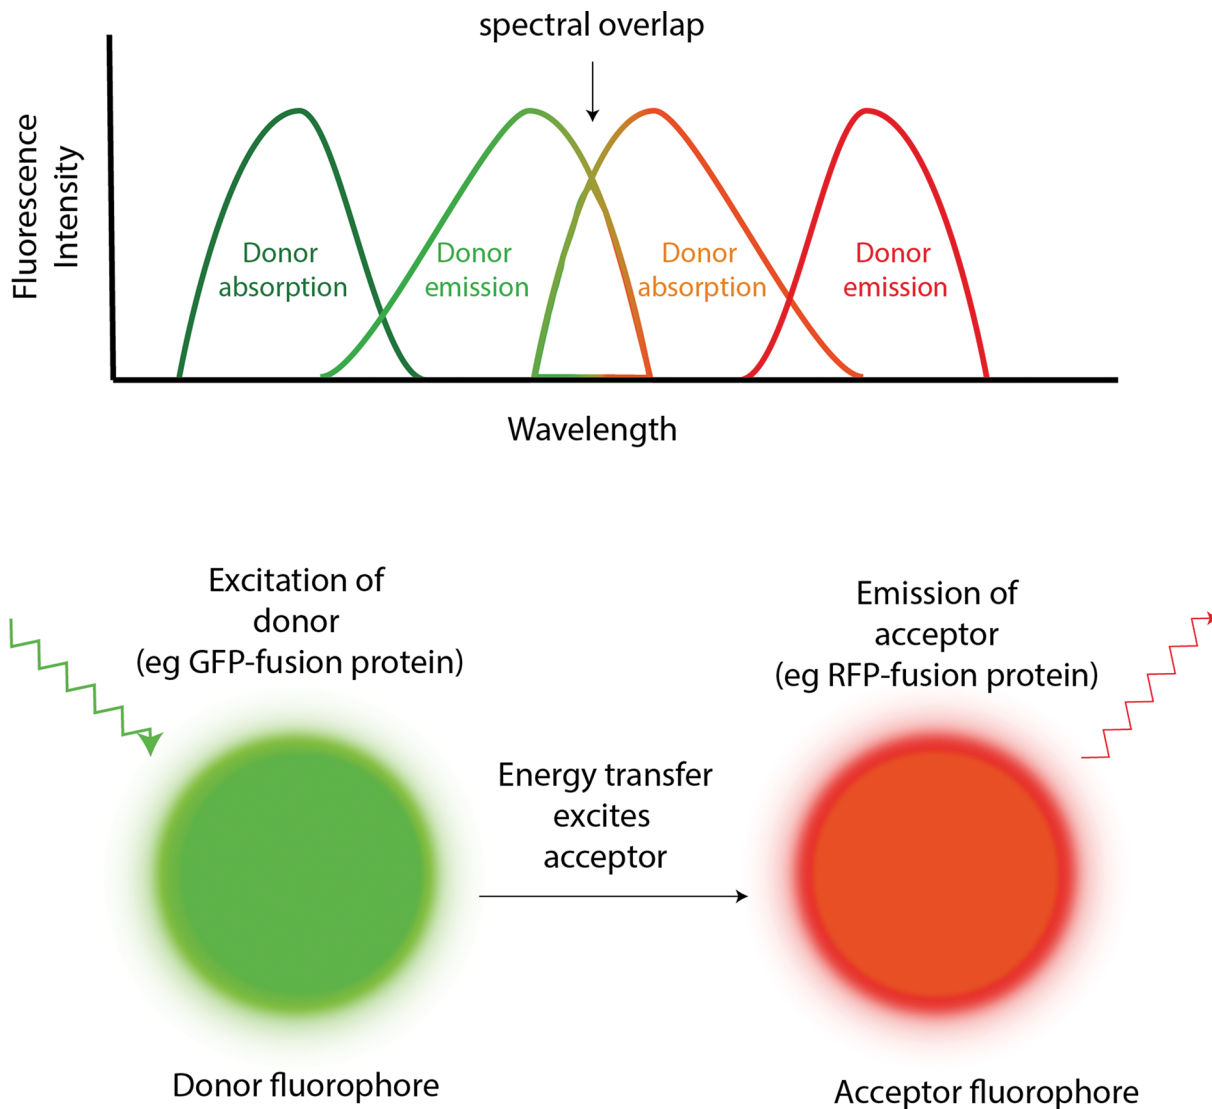 spectral overlap
Fluorescence
Intensity
Donor
absorption
Donor
emission
Donor
absorption
Donor
emission
Wavelength
Excitation of
donor
(eg GFP-fusion protein)
Emission of
acceptor
(eg RFP-fusion protein)
Energy transfer
excites
acceptor
Donor fluorophore
Acceptor fluorophore